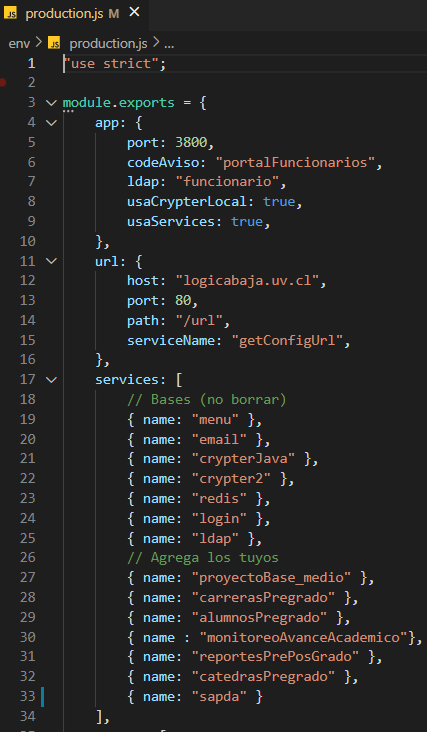 JS production.js M ×
env > JS production.js > ...
1 "use strict";
2
3 module.exports = {
4 app: {
5 port: 3800,
6 codeAviso: "portalFuncionarios",
7 ldap: "funcionario",
8 usaCrypterLocal: true,
9 usaServices: true,
10 },
11 url: {
12 host: "logicabaja.uv.cl",
13 port: 80,
14 path: "/url",
15 serviceName: "getConfigUrl",
16 },
17 services: [
18 // Bases (no borrar)
19 { name: "menu" },
20 { name: "email" },
21 { name: "crypterJava" },
22 { name: "crypter2" },
23 { name: "redis" },
24 { name: "login" },
25 { name: "ldap" },
26 // Agrega los tuyos
27 { name: "proyectoBase_medio" },
28 { name: "carrerasPregrado" },
29 { name: "alumnosPregrado" },
30 { name : "monitoreoAvanceAcademico"},
31 { name: "reportesPrePosGrado" },
32 { name: "catedrasPregrado" },
33 { name: "sapda" }
34 ],